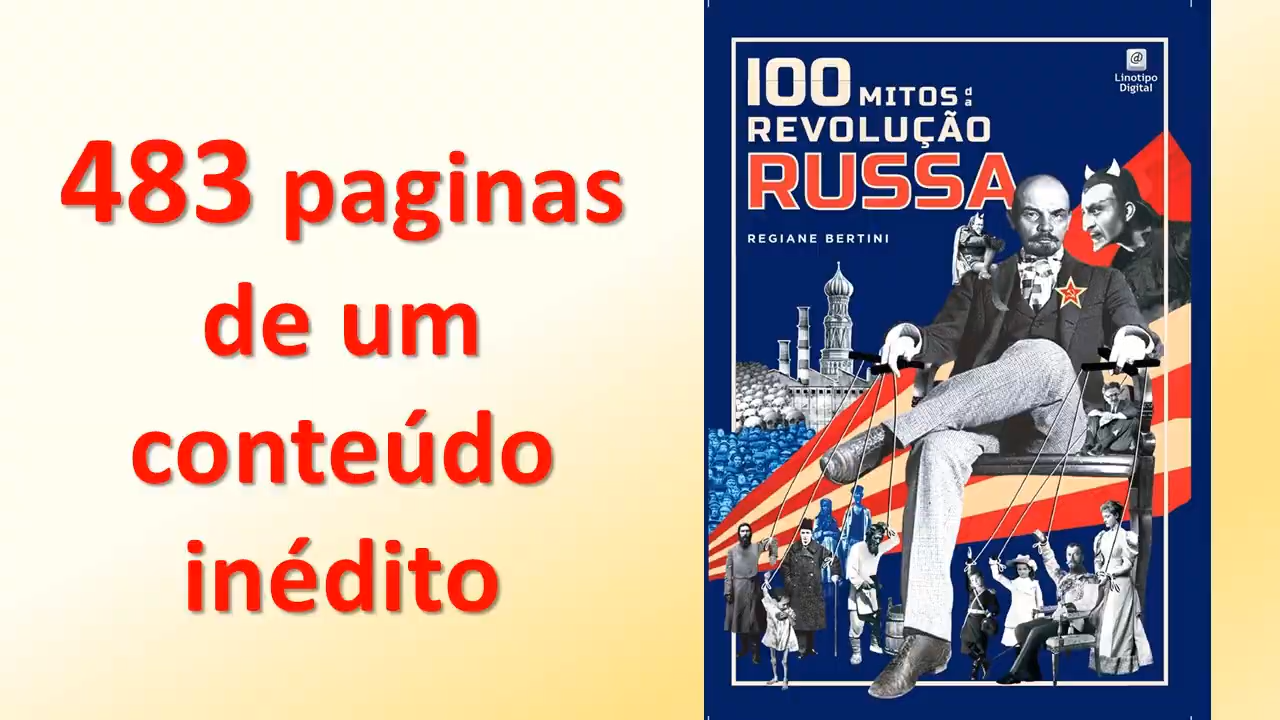 483 paginas
de um
conteúdo
inédito
100 MITOS da
REVOLUÇÃO
RUSSA
REGIANE BERTINI
@
Linotipo
Digital